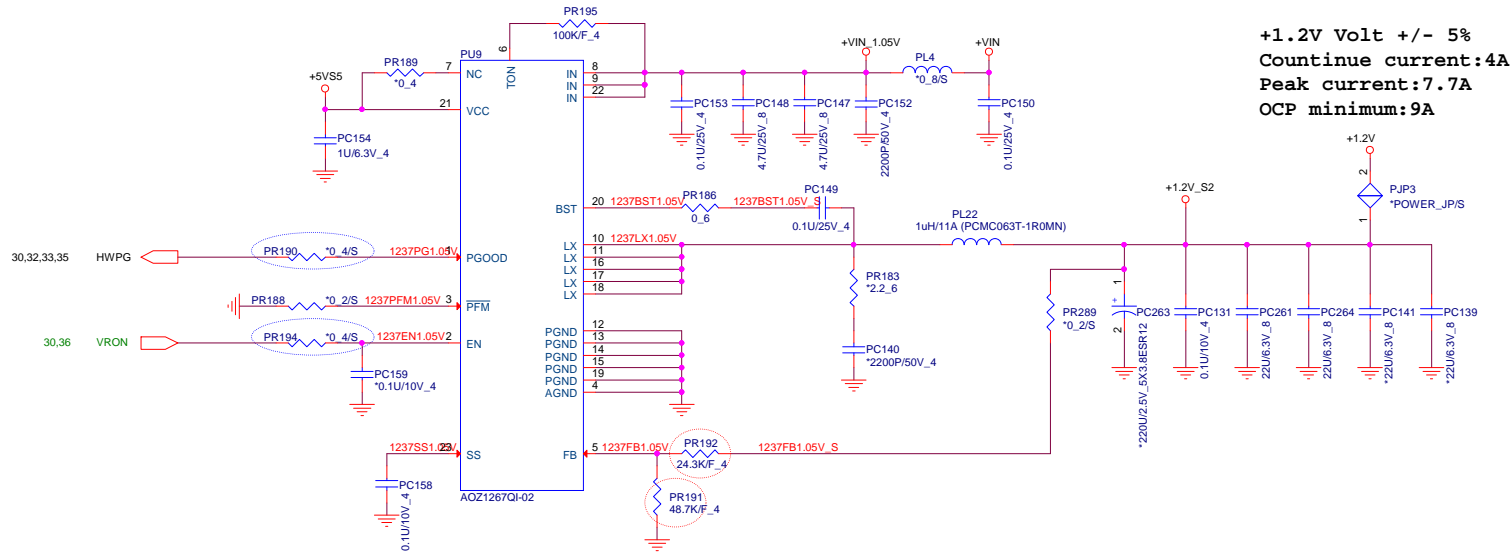 +1.2V Volt +/- 5%
Countinue current:4A
Peak current:7.7A
OCP minimum:9A
PR195
100K/F_4
PU9
6
TON
+5VS5
PR189
*0_4
7
NC
21
VCC
PC154
1U/6.3V_4
IN
8
IN
9
IN
22
+VIN_1.05V
PL4
*0_8/S
+VIN
PC153
0.1U/25V_4
PC148
4.7U/25V_8
PC147
4.7U/25V_8
PC152
2200P/50V_4
PC150
0.1U/25V_4
BST
20
1237BST1.05V
PR186
0_6
1237BST1.05V_S
PC149
0.1U/25V_4
LX
10
1237LX1.05V
LX
11
LX
16
LX
17
LX
18
PL22
1uH/11A (PCMC063T-1R0MN)
+1.2V_S2
+1.2V
2
PJP3
*POWER_JP/S
1
30,32,33,35
HWPG
PR190
*0_4/S
1237PG1.05V
1
PGOOD
PR188
*0_2/S
1237PFM1.05V
3
PFM
30,36
VRON
PR194
*0_4/S
1237EN1.05V
2
EN
PC159
*0.1U/10V_4
PGND
12
PGND
13
PGND
14
PGND
15
PGND
19
AGND
4
PR183
*2.2_6
PC140
*2200P/50V_4
PR289
*0_2/S
1
+
2
PC263
*220U/2.5V_5X3.8ESR12
PC131
0.1U/10V_4
PC261
22U/6.3V_8
PC264
22U/6.3V_8
PC141
*22U/6.3V_8
PC139
*22U/6.3V_8
1237SS1.05V
23
SS
PC158
0.1U/10V_4
FB
5
1237FB1.05V
PR192
24.3K/F_4
1237FB1.05V_S
PR191
48.7K/F_4
AOZ1267QI-02